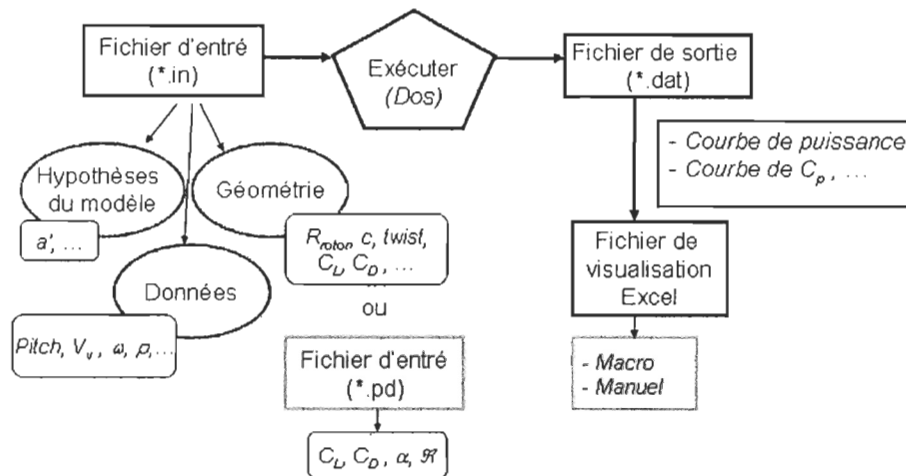 Fichier d'entré
(*.in)
Exécuter
(Dos)
Fichier de sortie
(*.dat)
- Courbe de puissance
- Courbe de Cp , ...
Hypothèses
du modèle
a', ...
Géométrie
Rrotor, c, twist,
CL, CD, ...
...
ou
Données
Pitch, Vv, ω, ρ,...
Fichier d'entré
(*.pd)
CL, CD, α, ℜ
Fichier de
visualisation
Excel
- Macro
- Manuel